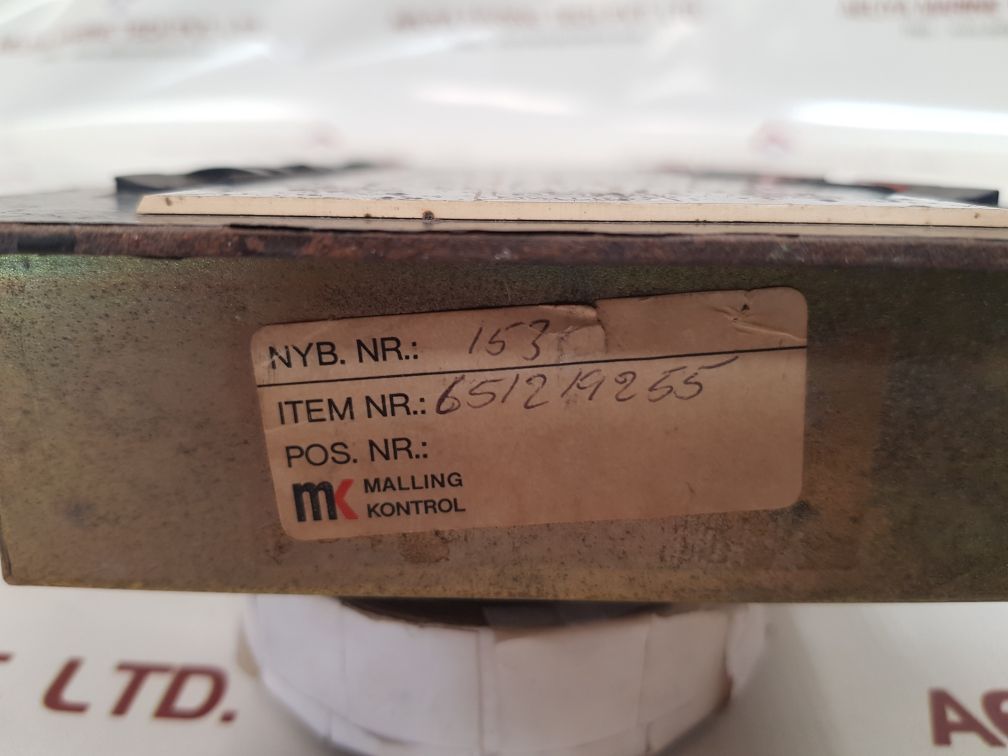 NYB. NR.: 153
ITEM NR.: 651219255
POS. NR.:
mk MALLING
KONTROL
LTD.